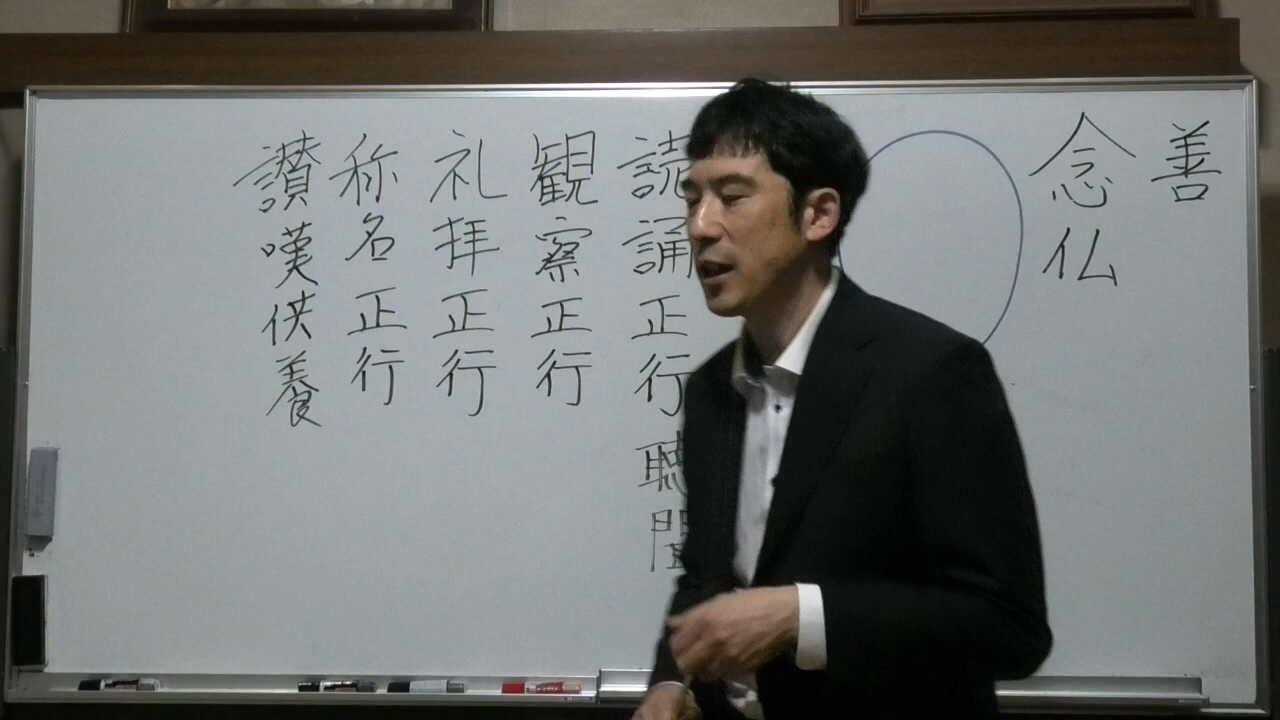 善
念仏
読誦正行 聴聞
観察正行
礼拝正行
称名正行
讃嘆供養